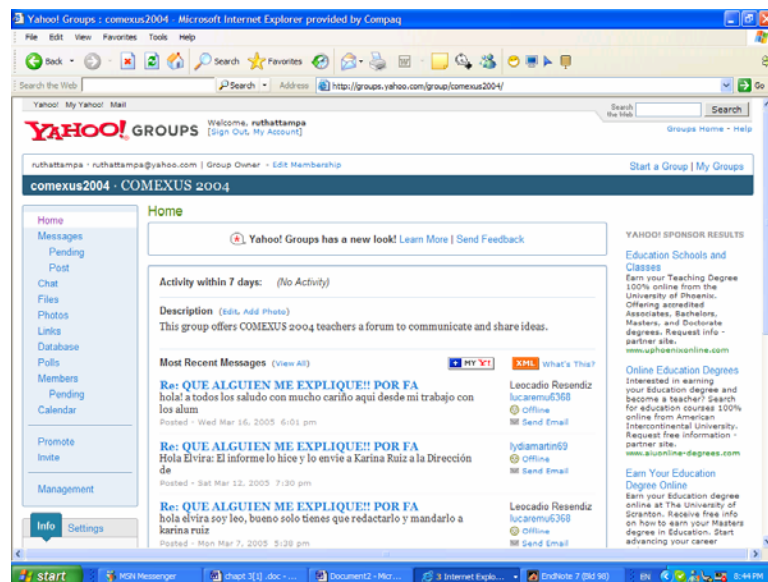 Yahoo! Groups : comexus2004 - Microsoft Internet Explorer provided by Compaq
File Edit View Favorites Tools Help
Back Search Favorites
Search the Web Search Address http://groups.yahoo.com/group/comexus2004/ Go
Yahoo! My Yahoo! Mail
Search the Web Search
YAHOO! GROUPS Welcome, ruthattampa
[Sign Out, My Account]
Groups Home - Help
ruthattampa · ruthattampa@yahoo.com | Group Owner - Edit Membership
Start a Group | My Groups
comexus2004 · COMEXUS 2004
Home
Messages
Pending
Post
Chat
Files
Photos
Links
Database
Polls
Members
Pending
Calendar
Promote
Invite
Management
Info Settings
Home
Yahoo! Groups has a new look! Learn More | Send Feedback
Activity within 7 days: (No Activity)
Description (Edit, Add Photo)
This group offers COMEXUS 2004 teachers a forum to communicate and share ideas.
Most Recent Messages (View All) + MY Y! XML What's This?
Re: QUE ALGUIEN ME EXPLIQUE!! POR FA
hola! a todos los saludo con mucho cariño aqui desde mi trabajo con
los alum
Posted - Wed Mar 16, 2005 6:01 pm
Leocadio Resendiz
lucaremu6368
Offline
Send Email
Re: QUE ALGUIEN ME EXPLIQUE!! POR FA
Hola Elvira: El informe lo hice y lo envie a Karina Ruiz a la Dirección
de
Posted - Sat Mar 12, 2005 7:30 pm
lydiamartin69
Offline
Send Email
Re: QUE ALGUIEN ME EXPLIQUE!! POR FA
hola elvira soy leo, bueno solo tienes que redactarlo y mandarlo a
karina ruiz
Posted - Mon Mar 7, 2005 5:38 pm
Leocadio Resendiz
lucaremu6368
Offline
Send Email
YAHOO! SPONSOR RESULTS
Education Schools and
Classes
Earn your Teaching Degree
100% online from the
University of Phoenix.
Offering accredited
Associates, Bachelors,
Masters, and Doctorate
degrees. Request info -
partner site.
www.uphoenixonline.com
Online Education Degrees
Interested in earning
your Education degree and
become a teacher? Search
for education courses 100%
online from American
Intercontinental University.
Request free information -
partner site.
www.aiuonline-degrees.com
Earn Your Education
Degree Online
Earn your Education degree
online at The University of
Scranton. Receive free info
on how to earn your Masters
degree in Education. Start
advancing your career
start MSN Messenger chapt 3[1] .doc - ... Document2 - Micr... 3 Internet Explo... EndNote 7 (Bld 98) EN 8:44 PM